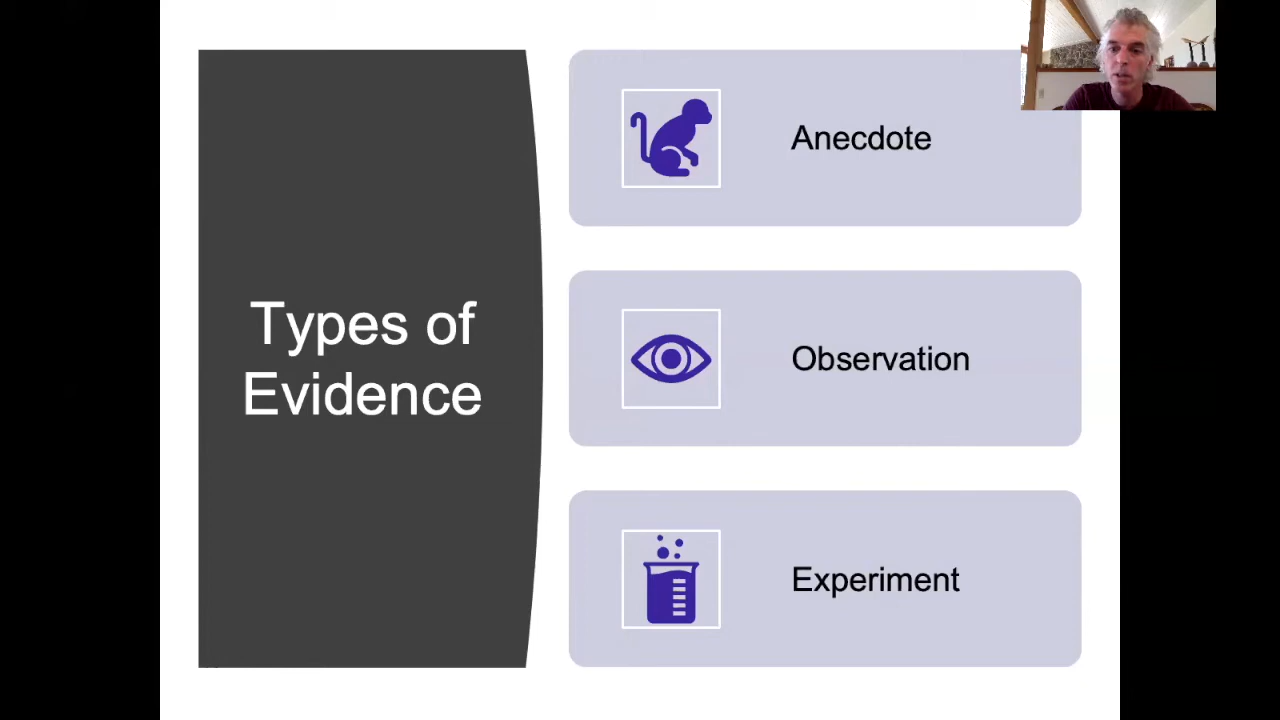 Types of
Evidence
Anecdote
Observation
Experiment